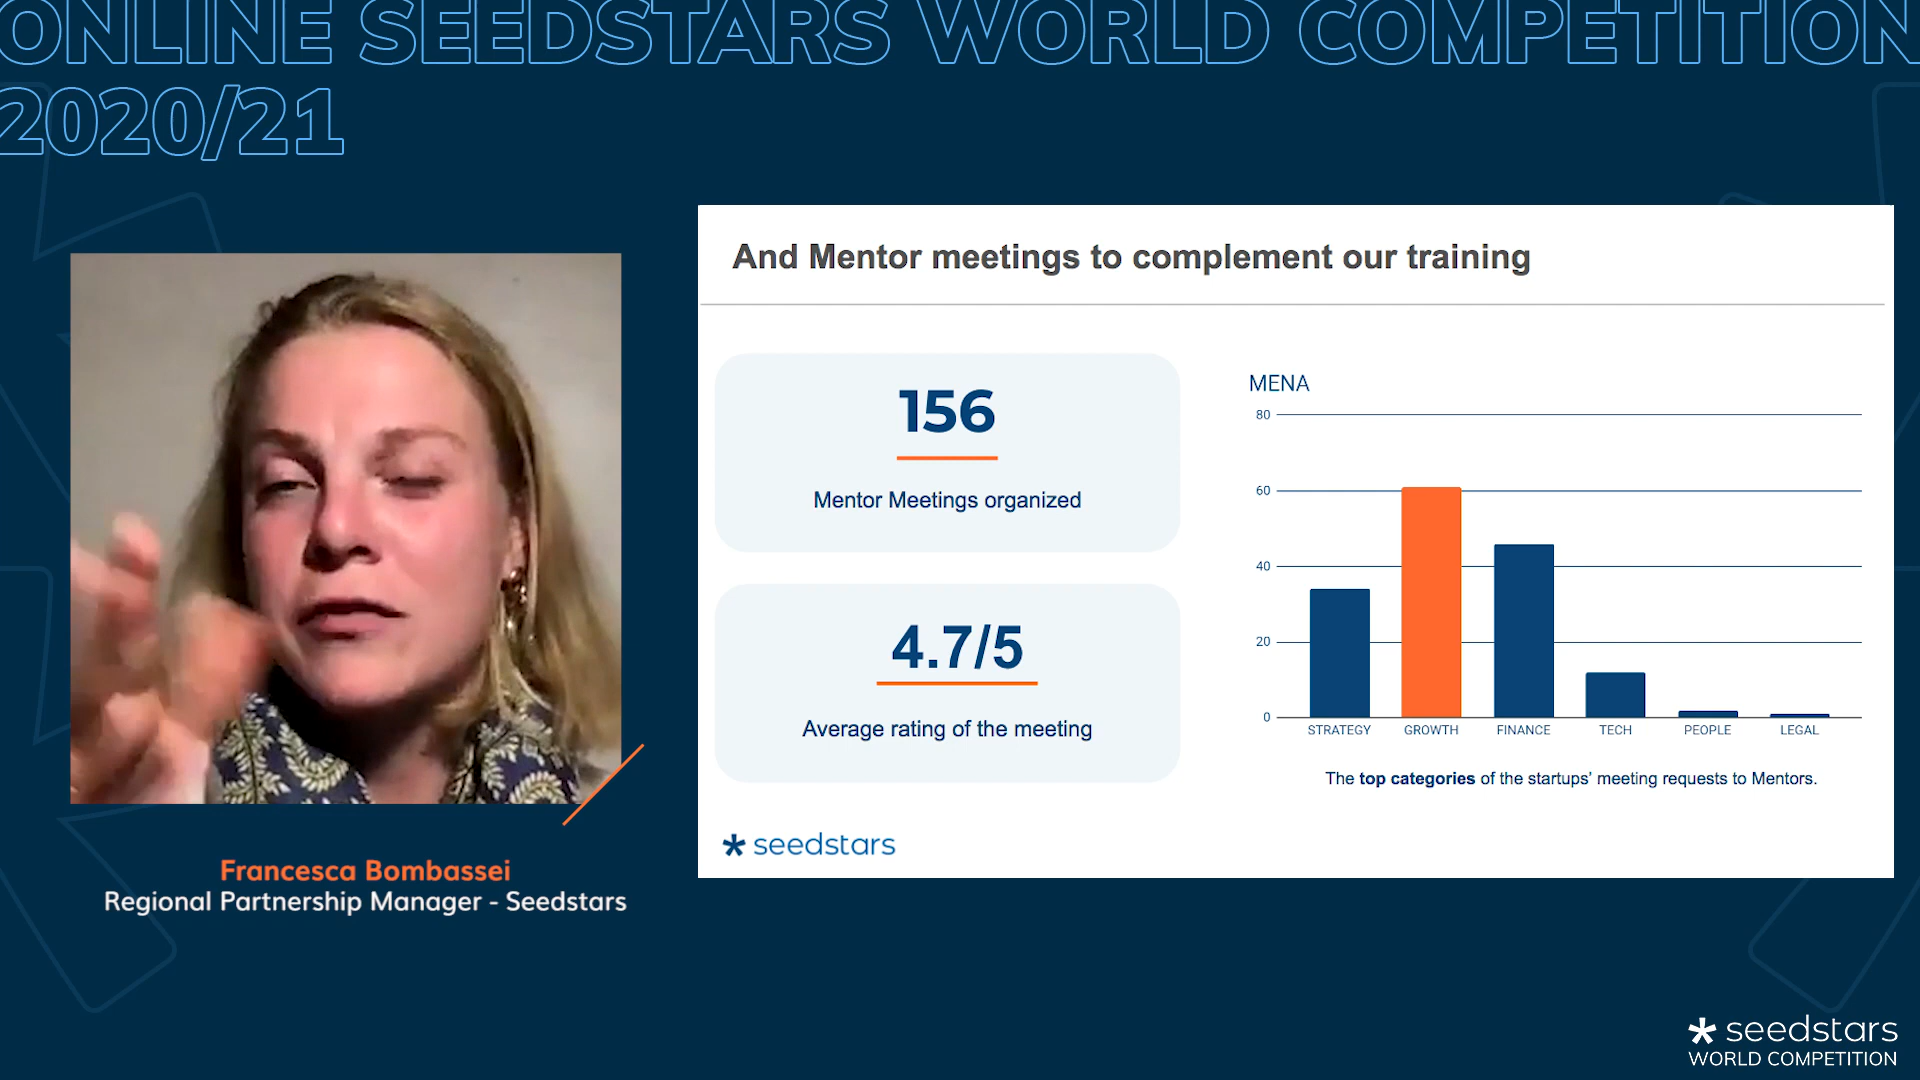 ONLINE SEEDSTARS WORLD COMPETITION
2020/21
And Mentor meetings to complement our training
156
Mentor Meetings organized
4.7/5
Average rating of the meeting
MENA
80
60
40
20
0
STRATEGY GROWTH FINANCE TECH PEOPLE LEGAL
The top categories of the startups’ meeting requests to Mentors.
seedstars
Francesca Bombassei
Regional Partnership Manager - Seedstars
seedstars
WORLD COMPETITION